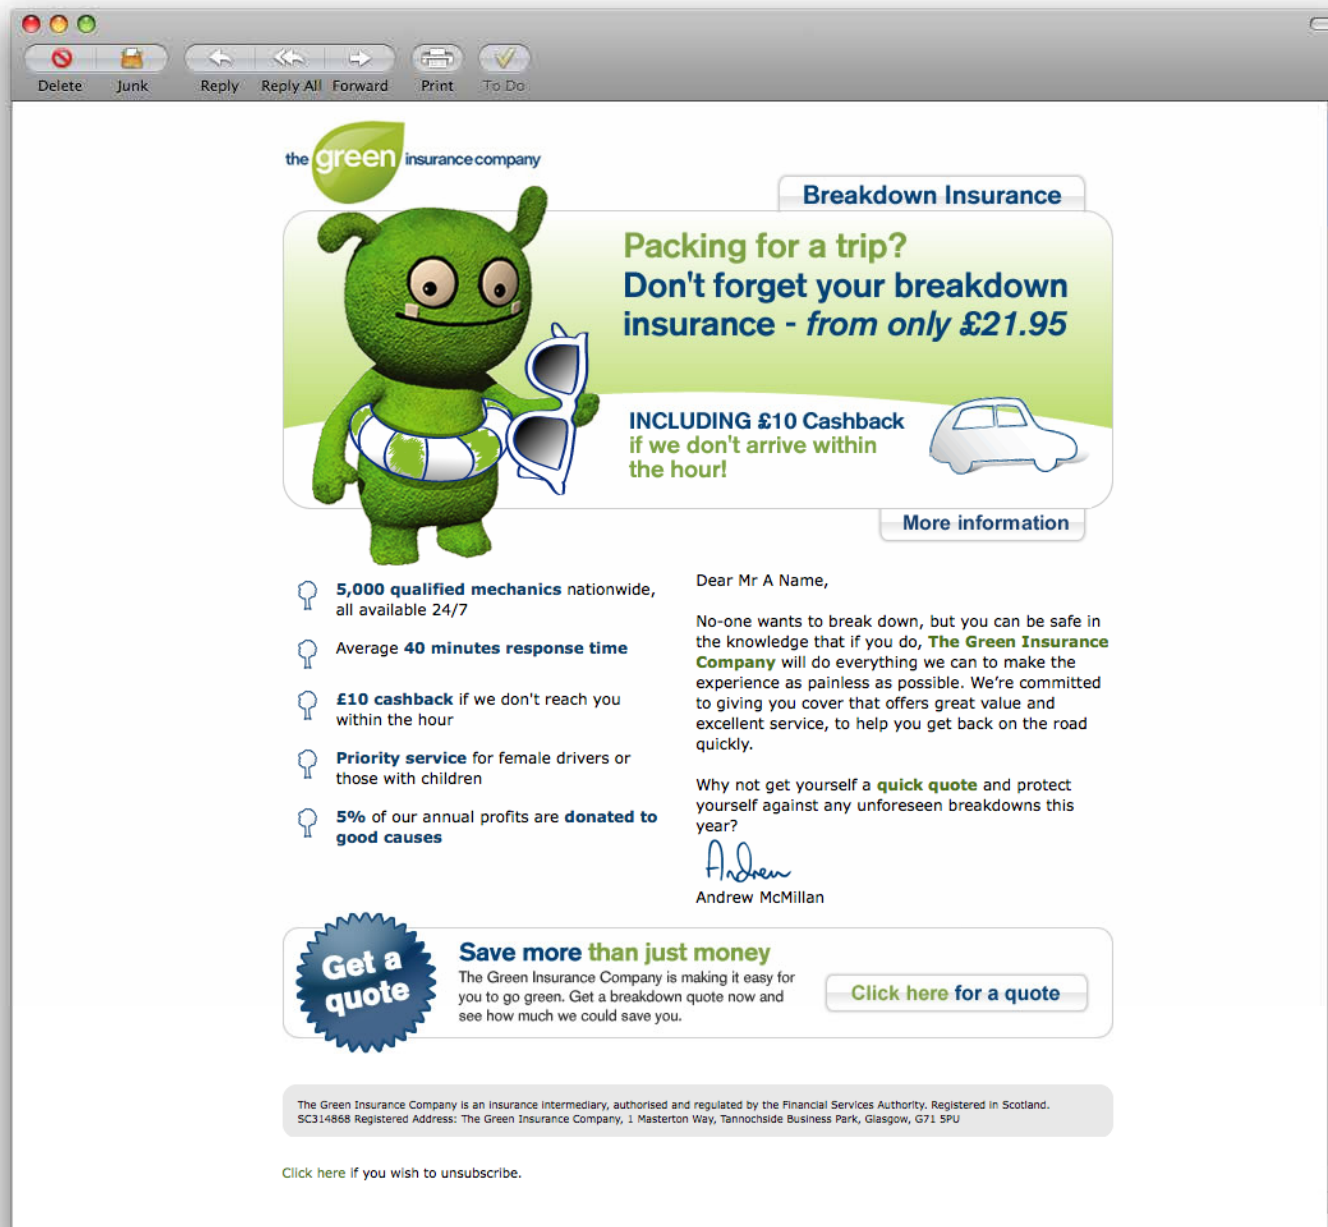 Delete
Junk
Reply
Reply All
Forward
Print
To Do
the green insurancecompany
Breakdown Insurance
Packing for a trip?
Don't forget your breakdown
insurance - from only £21.95
INCLUDING £10 Cashback
if we don't arrive within
the hour!
More information
5,000 qualified mechanics nationwide,
all available 24/7
Average 40 minutes response time
£10 cashback if we don't reach you
within the hour
Priority service for female drivers or
those with children
5% of our annual profits are donated to
good causes
Dear Mr A Name,
No-one wants to break down, but you can be safe in
the knowledge that if you do, The Green Insurance
Company will do everything we can to make the
experience as painless as possible. We're committed
to giving you cover that offers great value and
excellent service, to help you get back on the road
quickly.
Why not get yourself a quick quote and protect
yourself against any unforeseen breakdowns this
year?
Andrew
Andrew McMillan
Get a
quote
Save more than just money
The Green Insurance Company is making it easy for
you to go green. Get a breakdown quote now and
see how much we could save you.
Click here for a quote
The Green Insurance Company is an insurance intermediary, authorised and regulated by the Financial Services Authority. Registered in Scotland.
SC314868 Registered Address: The Green Insurance Company, 1 Masterton Way, Tannochside Business Park, Glasgow, G71 5PU
Click here if you wish to unsubscribe.